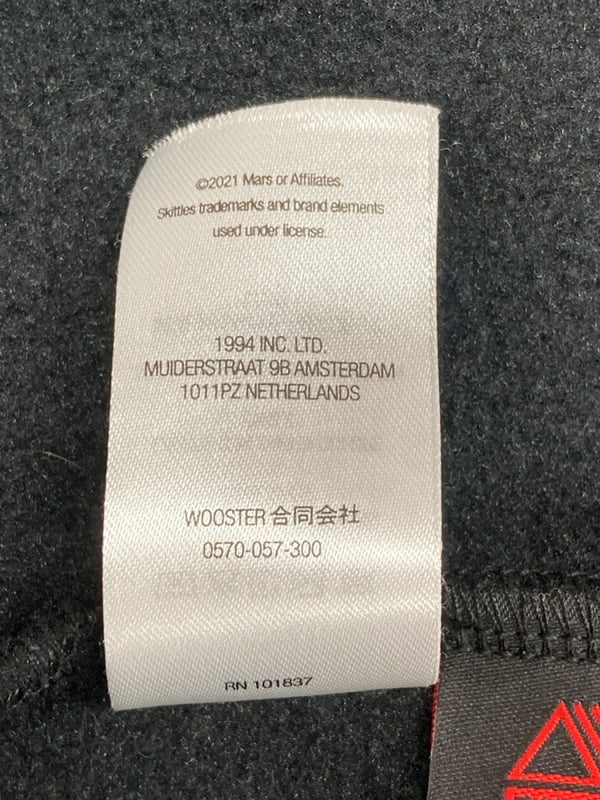 ©2021 Mars or Affiliates.
Skittles trademarks and brand elements
used under license.
1994 INC. LTD.
MUIDERSTRAAT 9B AMSTERDAM
1011PZ NETHERLANDS
WOOSTER 合同会社
0570-057-300
RN 101837